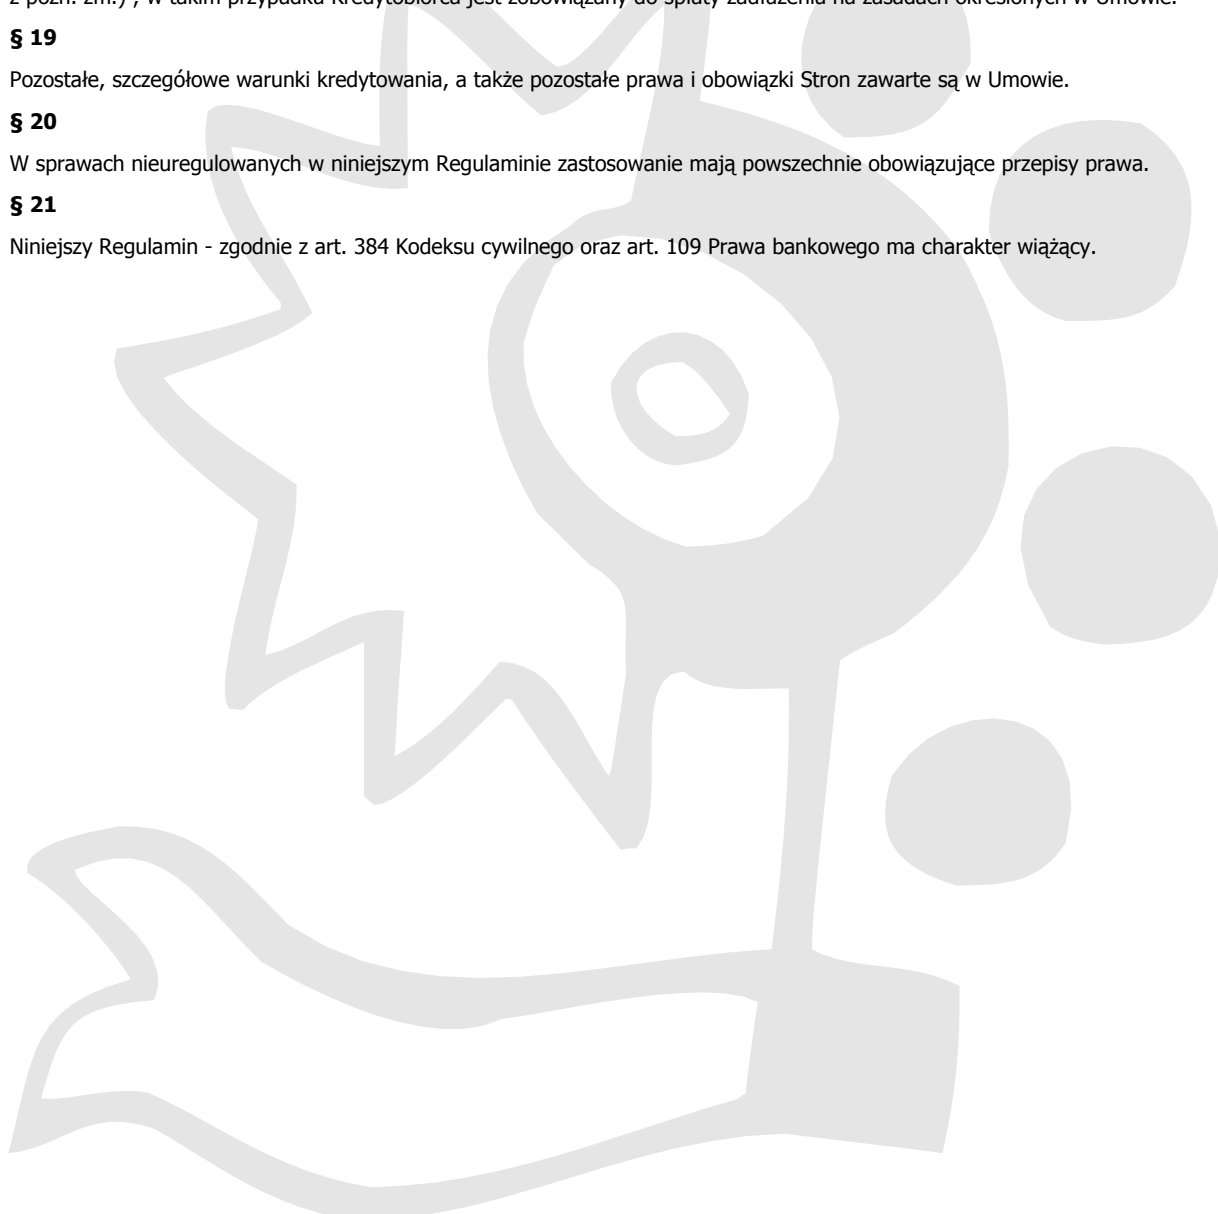 z późn. zm.) , w takim przypadku Kredytobiorca jest zobowiązany do spłaty zadłużenia na zasadach określonych w Umowie.
§ 19
Pozostałe, szczegółowe warunki kredytowania, a także pozostałe prawa i obowiązki Stron zawarte są w Umowie.
§ 20
W sprawach nieuregulowanych w niniejszym Regulaminie zastosowanie mają powszechnie obowiązujące przepisy prawa.
§ 21
Niniejszy Regulamin - zgodnie z art. 384 Kodeksu cywilnego oraz art. 109 Prawa bankowego ma charakter wiążący.